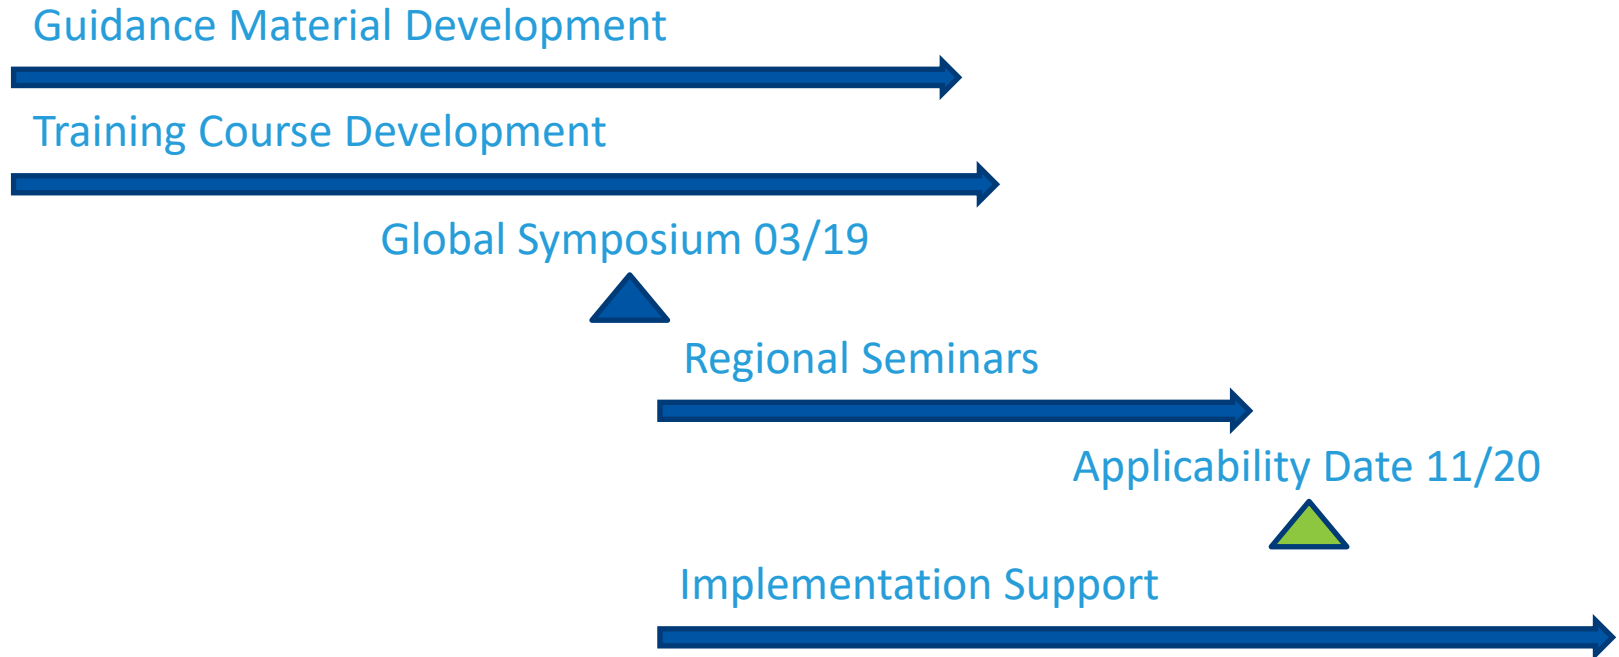 Guidance Material Development
Training Course Development
Global Symposium 03/19
Regional Seminars
Applicability Date 11/20
Implementation Support